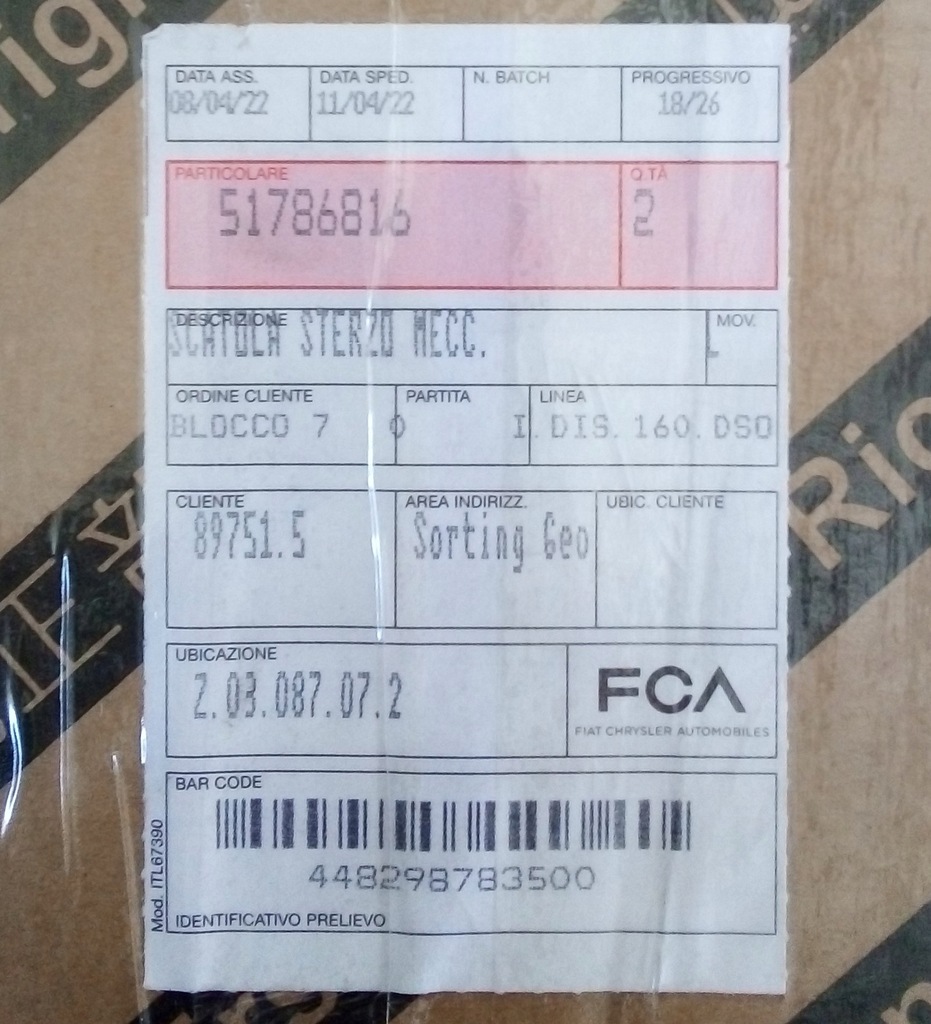 DATA ASS. DATA SPED. N. BATCH PROGRESSIVO
08/04/22 11/04/22 18/26
PARTICOLARE Q.TÀ
51786816 2
DESCRIZIONE MOV.
SCATOLA STERZO MECC. L
ORDINE CLIENTE PARTITA LINEA
BLOCCO 7 0 I. DIS. 160. DSO
CLIENTE AREA INDIRIZZ. UBIC. CLIENTE
89751.5 Sorting Geo
UBICAZIONE
Z.03.087.07.2
FCA
FIAT CHRYSLER AUTOMOBILES
BAR CODE
448298783500
IDENTIFICATIVO PRELIEVO
Mod. ITL67390